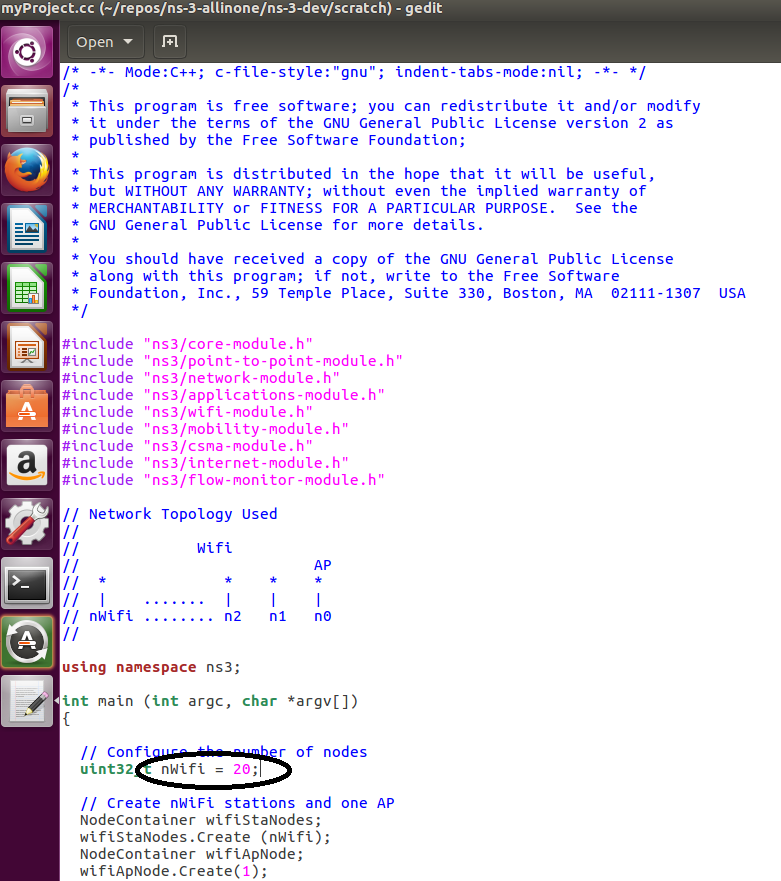 myProject.cc (~/repos/ns-3-allinone/ns-3-dev/scratch) - gedit
Open
/* -*- Mode:C++; c-file-style:"gnu"; indent-tabs-mode:nil; -*- */
/*
 * This program is free software; you can redistribute it and/or modify
 * it under the terms of the GNU General Public License version 2 as
 * published by the Free Software Foundation;
 *
 * This program is distributed in the hope that it will be useful,
 * but WITHOUT ANY WARRANTY; without even the implied warranty of
 * MERCHANTABILITY or FITNESS FOR A PARTICULAR PURPOSE.  See the
 * GNU General Public License for more details.
 *
 * You should have received a copy of the GNU General Public License
 * along with this program; if not, write to the Free Software
 * Foundation, Inc., 59 Temple Place, Suite 330, Boston, MA  02111-1307  USA
 */

#include "ns3/core-module.h"
#include "ns3/point-to-point-module.h"
#include "ns3/network-module.h"
#include "ns3/applications-module.h"
#include "ns3/wifi-module.h"
#include "ns3/mobility-module.h"
#include "ns3/csma-module.h"
#include "ns3/internet-module.h"
#include "ns3/flow-monitor-module.h"

// Network Topology Used
//
//             Wifi
//                          AP
//  *             *    *    *
//  |    .......  |    |    |
// nWifi ........ n2   n1   n0
//

using namespace ns3;

int main (int argc, char *argv[])
{

  // Configure the number of nodes
  uint32_t nWifi = 20;

  // Create nWiFi stations and one AP
  NodeContainer wifiStaNodes;
  wifiStaNodes.Create (nWifi);
  NodeContainer wifiApNode;
  wifiApNode.Create(1);